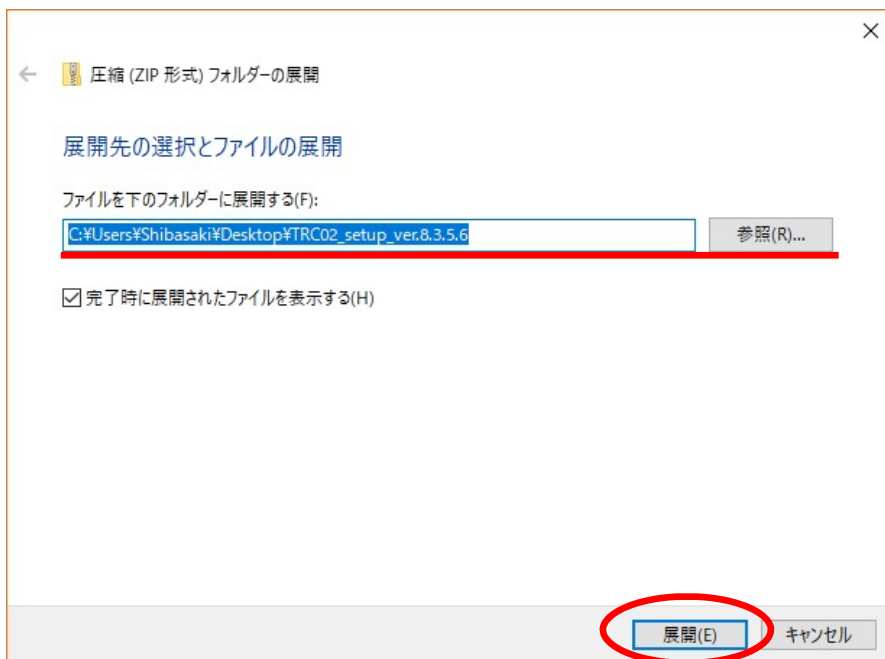 圧縮 (ZIP 形式) フォルダーの展開
展開先の選択とファイルの展開
ファイルを下のフォルダーに展開する(F):
C:¥Users¥Shibasaki¥Desktop¥TRC02_setup_ver.8.3.5.6
参照(R)...
完了時に展開されたファイルを表示する(H)
展開(E)
キャンセル